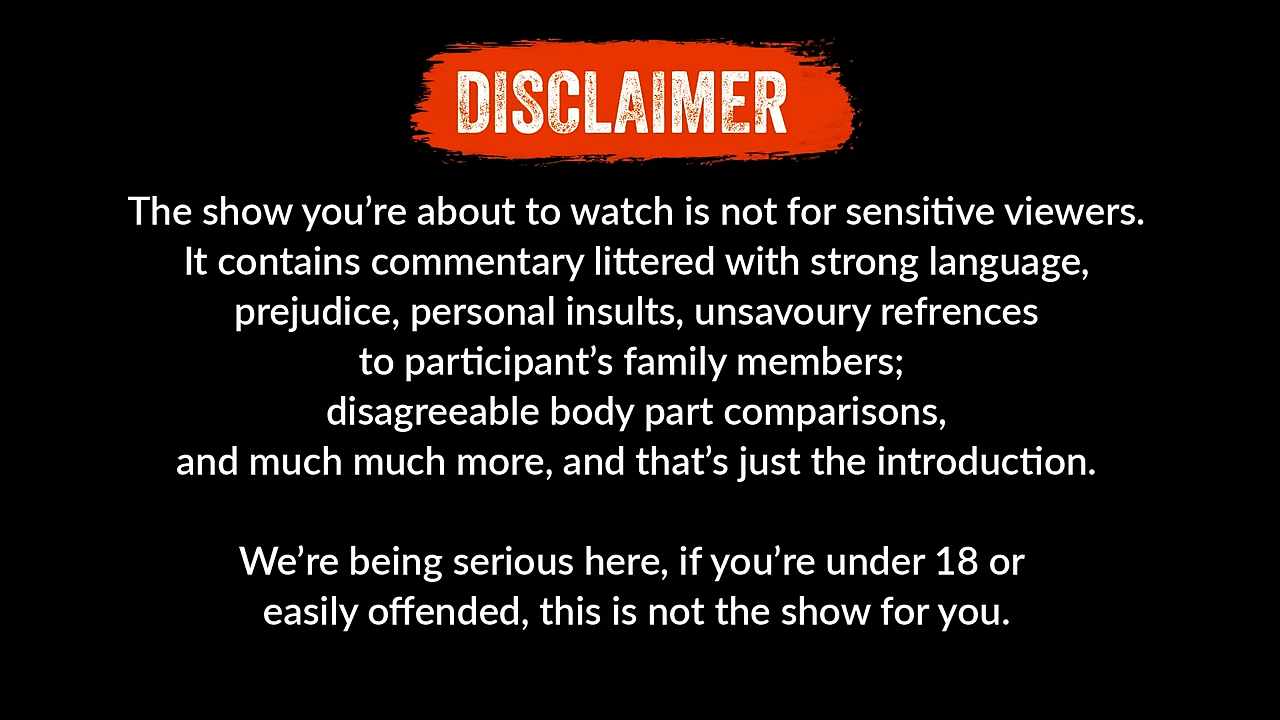 DISCLAIMER
The show you’re about to watch is not for sensitive viewers.
It contains commentary littered with strong language,
prejudice, personal insults, unsavoury refrences
to participant’s family members;
disagreeable body part comparisons,
and much much more, and that’s just the introduction.
We’re being serious here, if you’re under 18 or
easily offended, this is not the show for you.